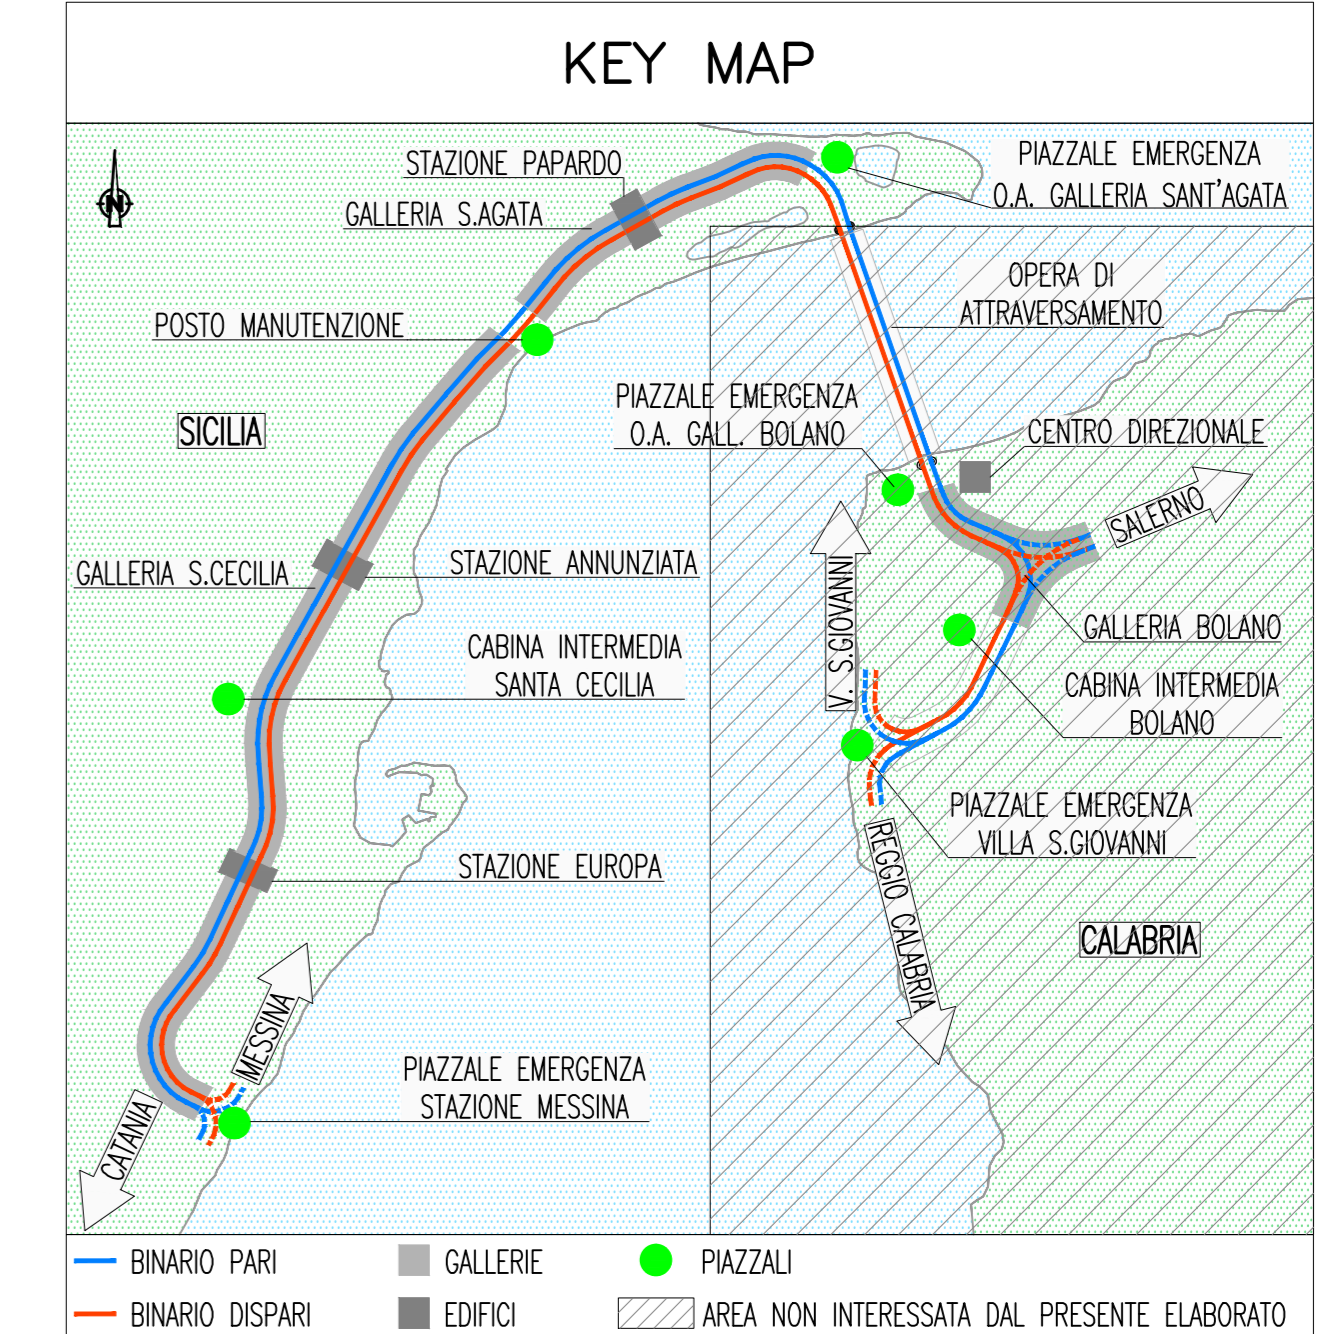 KEY MAP
N
STAZIONE PAPARDO
GALLERIA S.AGATA
PIAZZALE EMERGENZA
O.A. GALLERIA SANT'AGATA
OPERA DI
ATTRAVERSAMENTO
POSTO MANUTENZIONE
SICILIA
PIAZZALE EMERGENZA
O.A. GALL. BOLANO
CENTRO DIREZIONALE
SALERNO
GALLERIA S.CECILIA
STAZIONE ANNUNZIATA
V. S.GIOVANNI
GALLERIA BOLANO
CABINA INTERMEDIA
SANTA CECILIA
CABINA INTERMEDIA
BOLANO
PIAZZALE EMERGENZA
VILLA S.GIOVANNI
STAZIONE EUROPA
REGGIO CALABRIA
CALABRIA
MESSINA
PIAZZALE EMERGENZA
STAZIONE MESSINA
CATANIA
BINARIO PARI
GALLERIE
PIAZZALI
BINARIO DISPARI
EDIFICI
AREA NON INTERESSATA DAL PRESENTE ELABORATO